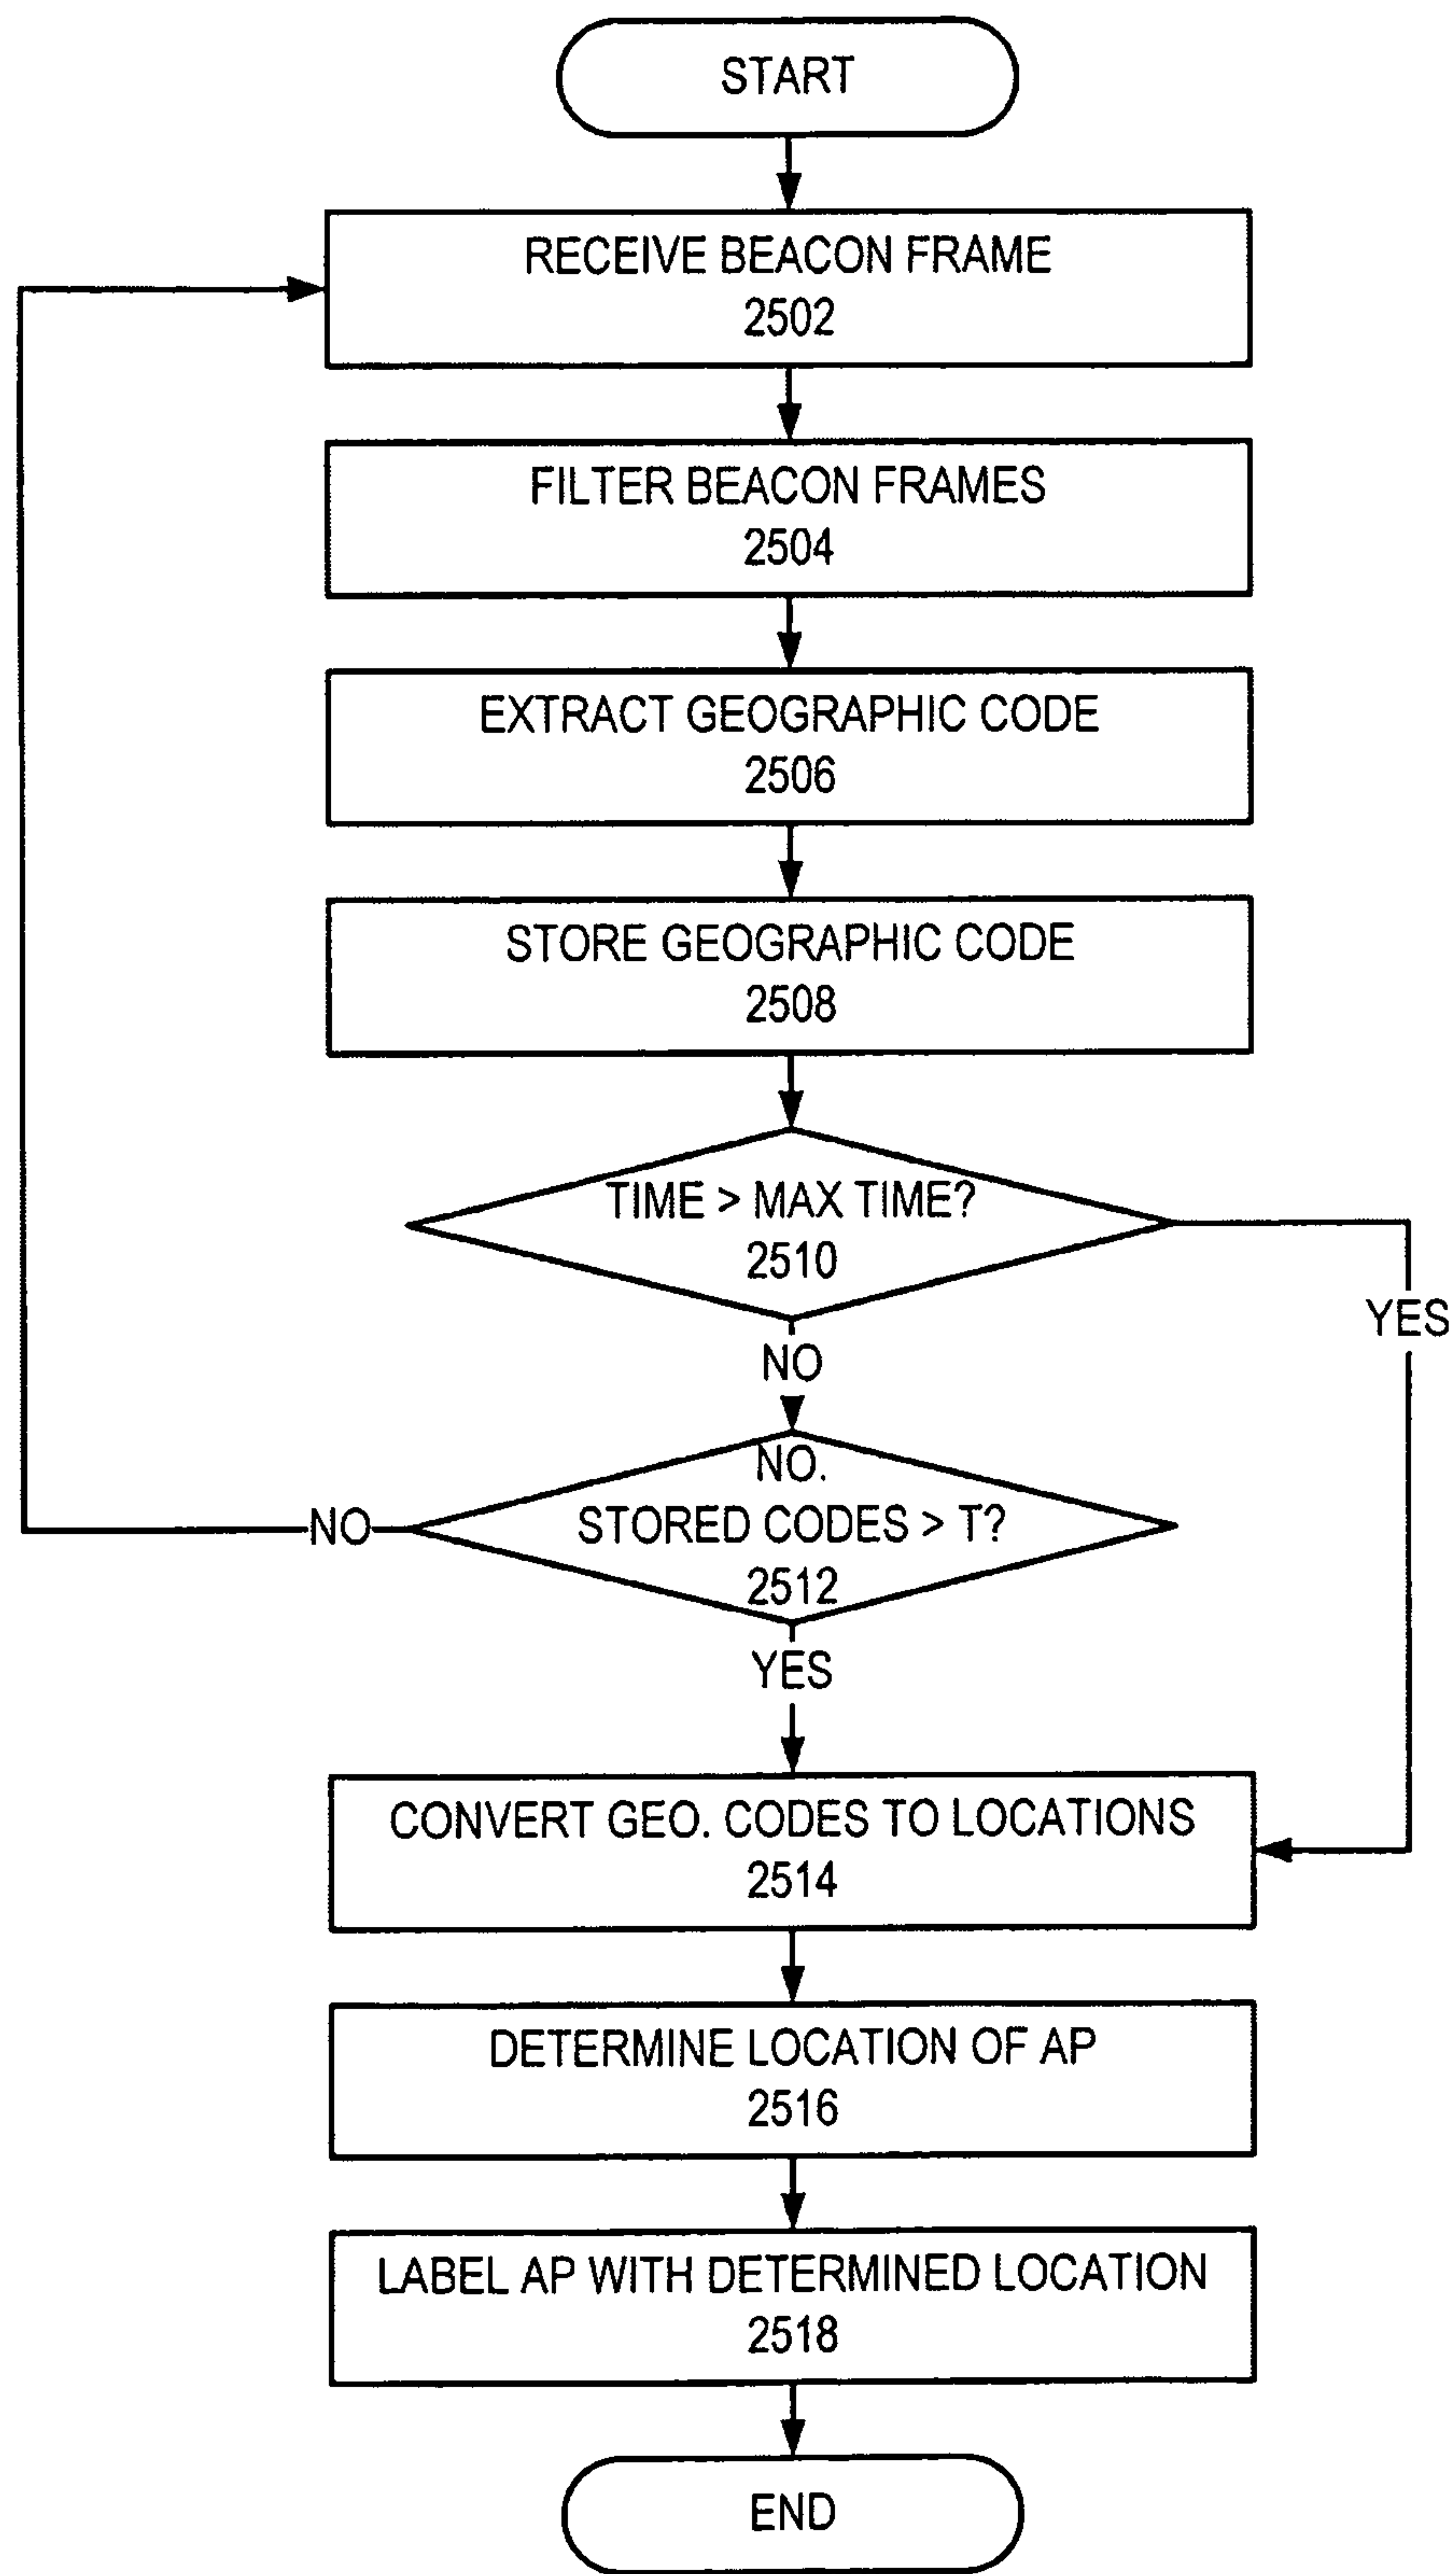 START
RECEIVE BEACON FRAME
2502
FILTER BEACON FRAMES
2504
EXTRACT GEOGRAPHIC CODE
2506
STORE GEOGRAPHIC CODE
2508
TIME > MAX TIME?
2510
YES
NO
NO.
STORED CODES > T?
NO
2512
YES
CONVERT GEO. CODES TO LOCATIONS
2514
DETERMINE LOCATION OF AP
2516
LABEL AP WITH DETERMINED LOCATION
2518
END